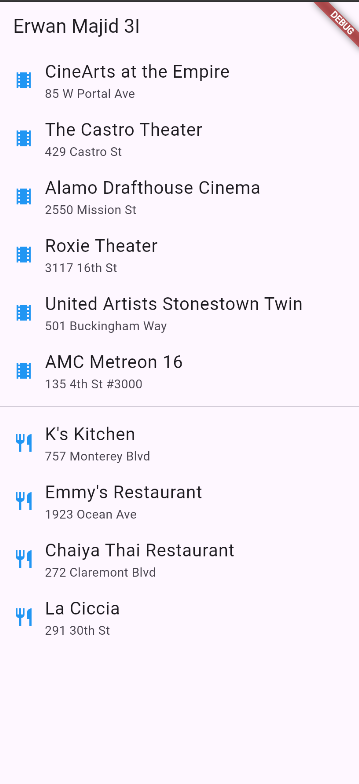 Erwan Majid 3I
DEBUG
CineArts at the Empire
85 W Portal Ave
The Castro Theater
429 Castro St
Alamo Drafthouse Cinema
2550 Mission St
Roxie Theater
3117 16th St
United Artists Stonestown Twin
501 Buckingham Way
AMC Metreon 16
135 4th St #3000
K's Kitchen
757 Monterey Blvd
Emmy's Restaurant
1923 Ocean Ave
Chaiya Thai Restaurant
272 Claremont Blvd
La Ciccia
291 30th St